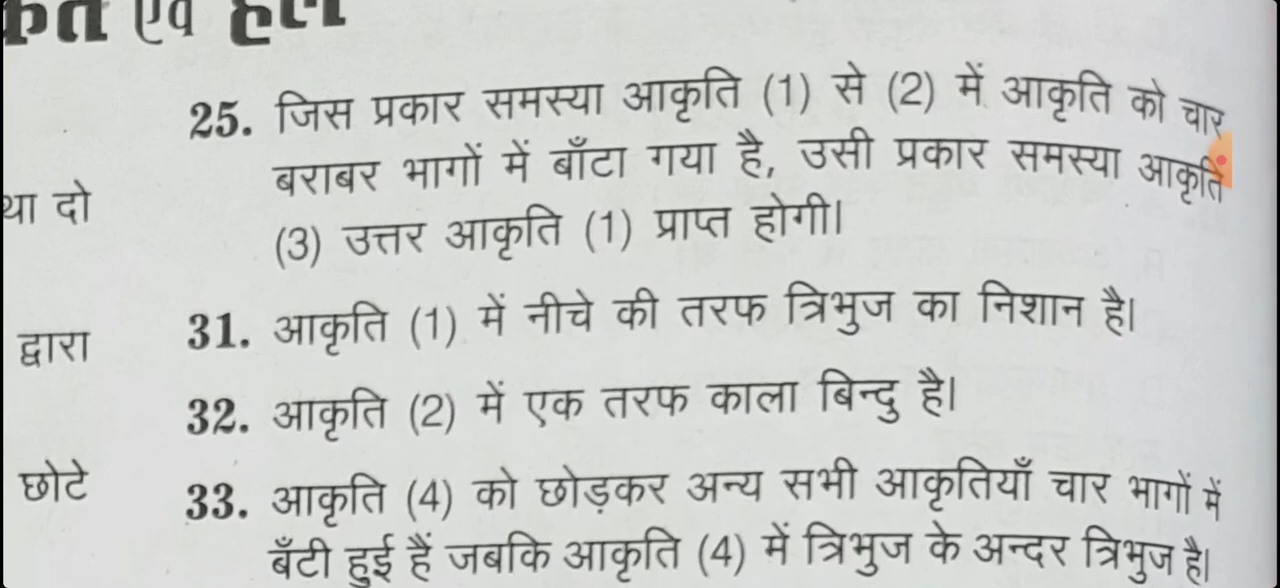 एवं हल
25. जिस प्रकार समस्या आकृति (1) से (2) में आकृति को चार
बराबर भागों में बाँटा गया है, उसी प्रकार समस्या आकृति
था दो
(3) उत्तर आकृति (1) प्राप्त होगी।
31. आकृति (1) में नीचे की तरफ त्रिभुज का निशान है।
द्वारा
32. आकृति (2) में एक तरफ काला बिन्दु है।
छोटे
33. आकृति (4) को छोड़कर अन्य सभी आकृतियाँ चार भागों में
बँटी हुई हैं जबकि आकृति (4) में त्रिभुज के अन्दर त्रिभुज है।